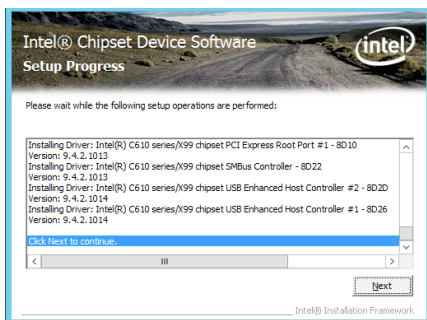 Intel® Chipset Device Software
(intel)
Setup Progress
Please wait while the following setup operations are performed:
Installing Driver: Intel(R) C610 series/X99 chipset PCI Express Root Port #1 - 8D10
Version: 9.4.2.1013
Installing Driver: Intel(R) C610 series/X99 chipset SMBus Controller - 8D22
Version: 9.4.2.1013
Installing Driver: Intel(R) C610 series/X99 chipset USB Enhanced Host Controller #2 - 8D2D
Version: 9.4.2.1014
Installing Driver: Intel(R) C610 series/X99 chipset USB Enhanced Host Controller #1 - 8D26
Version: 9.4.2.1014
Click Next to continue.
Next
Intel® Installation Framework